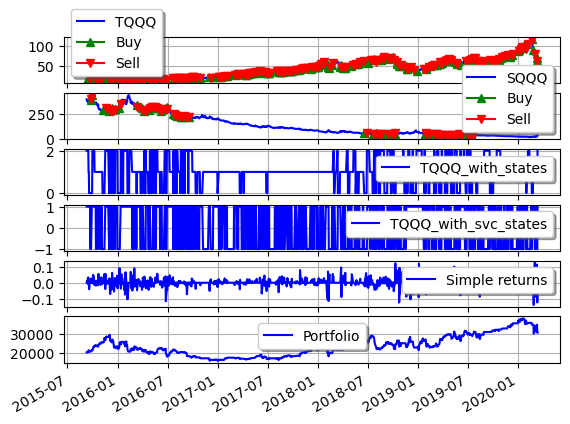 TQQQ
Buy
Sell
100
50
SQQQ
Buy
Sell
250
0
2
0
TQQQ_with_states
1
−1
TQQQ_with_svc_states
0.1
0.0
−0.1
Simple returns
30000
20000
Portfolio
2015-07
2016-01
2016-07
2017-01
2017-07
2018-01
2018-07
2019-01
2019-07
2020-01